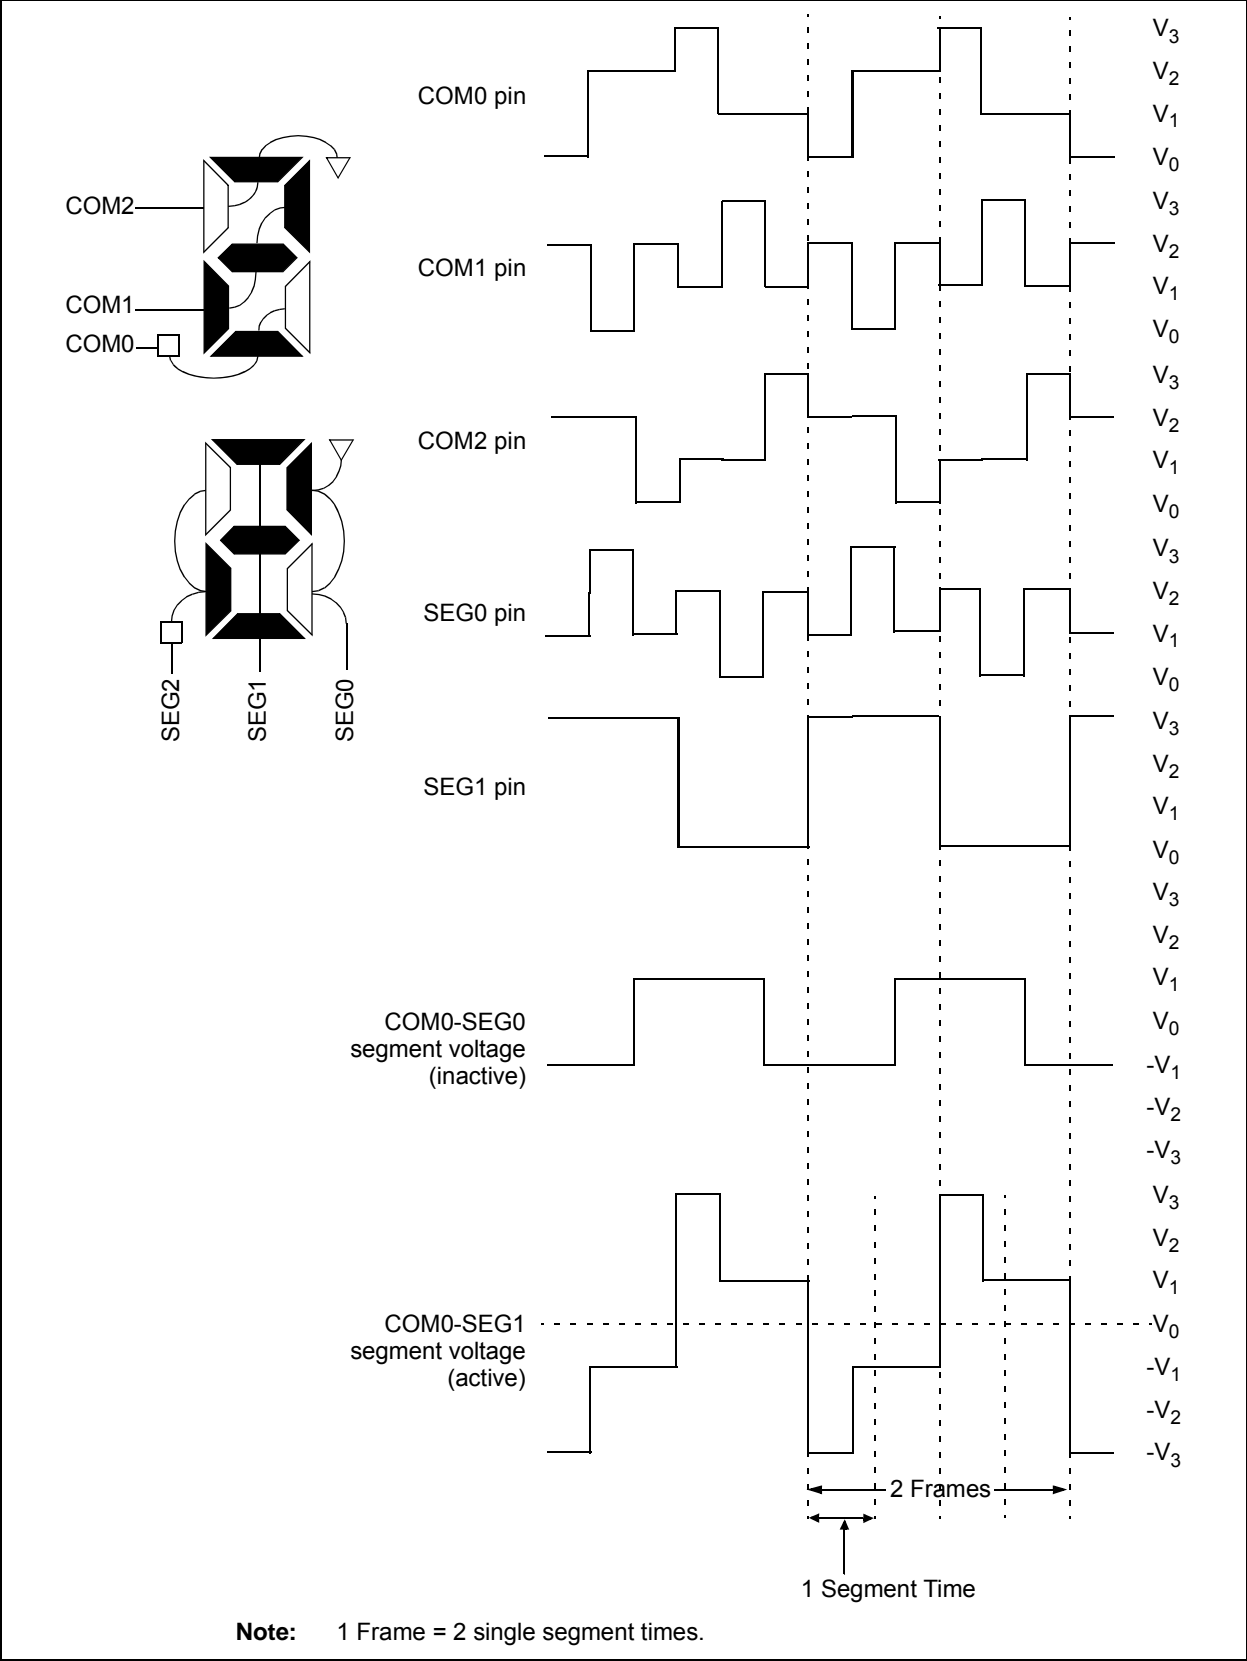 COM0 pin
V3
V2
V1
V0
COM2
COM1
COM0
COM1 pin
V3
V2
V1
V0
COM2 pin
V3
V2
V1
V0
SEG0 pin
V3
V2
V1
V0
SEG2
SEG1
SEG0
SEG1 pin
V3
V2
V1
V0
COM0-SEG0
segment voltage
(inactive)
V3
V2
V1
V0
-V1
-V2
-V3
COM0-SEG1
segment voltage
(active)
V3
V2
V1
V0
-V1
-V2
-V3
2 Frames
1 Segment Time
Note: 1 Frame = 2 single segment times.